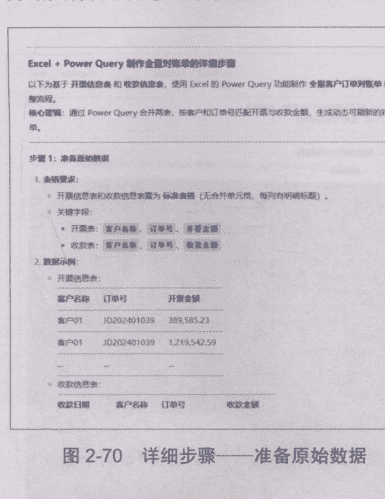 Excel + Power Query 制作全量对账单的详细步骤
以下为基于 开票信息表 和 收款信息表，使用 Excel 的 Power Query 功能制作 全量客户订单对账单
整流程。
核心逻辑：通过 Power Query 合并两表，按客户和订单号匹配开票与收款金额，生成动态可刷新的
单。
步骤 1：准备原始数据
1. 表格要求：
○ 开票信息表和收款信息表需为 标准表格（无合并单元格，每列有明确标题）。
○ 关键字段：
▪ 开票表：客户名称、订单号、开票金额
▪ 收款表：客户名称、订单号、收款金额
2. 数据示例：
○ 开票信息表：
客户名称 订单号 开票金额
客户01 JD202401039 389,585.23
客户01 JD202401039 1,219,542.59
... ... ...
○ 收款信息表：
收款日期 客户名称 订单号 收款金额
图 2-70 详细步骤——准备原始数据